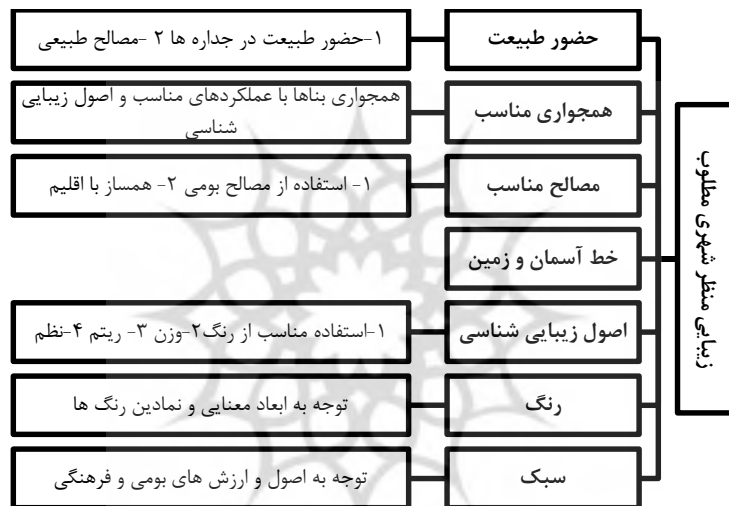 زیبایی منظر شهری مطلوب
حضور طبیعت
۱-حضور طبیعت در جداره ها ۲ -مصالح طبیعی
همجواری مناسب
همجواری بناها با عملکردهای مناسب و اصول زیبایی
شناسی
مصالح مناسب
۱- استفاده از مصالح بومی ۲- همساز با اقلیم
خط آسمان و زمین
اصول زیبایی شناسی
۱-استفاده مناسب از رنگ۲-وزن ۳- ریتم ۴-نظم
رنگ
توجه به ابعاد معنایی و نمادین رنگ ها
سبک
توجه به اصول و ارزش های بومی و فرهنگی